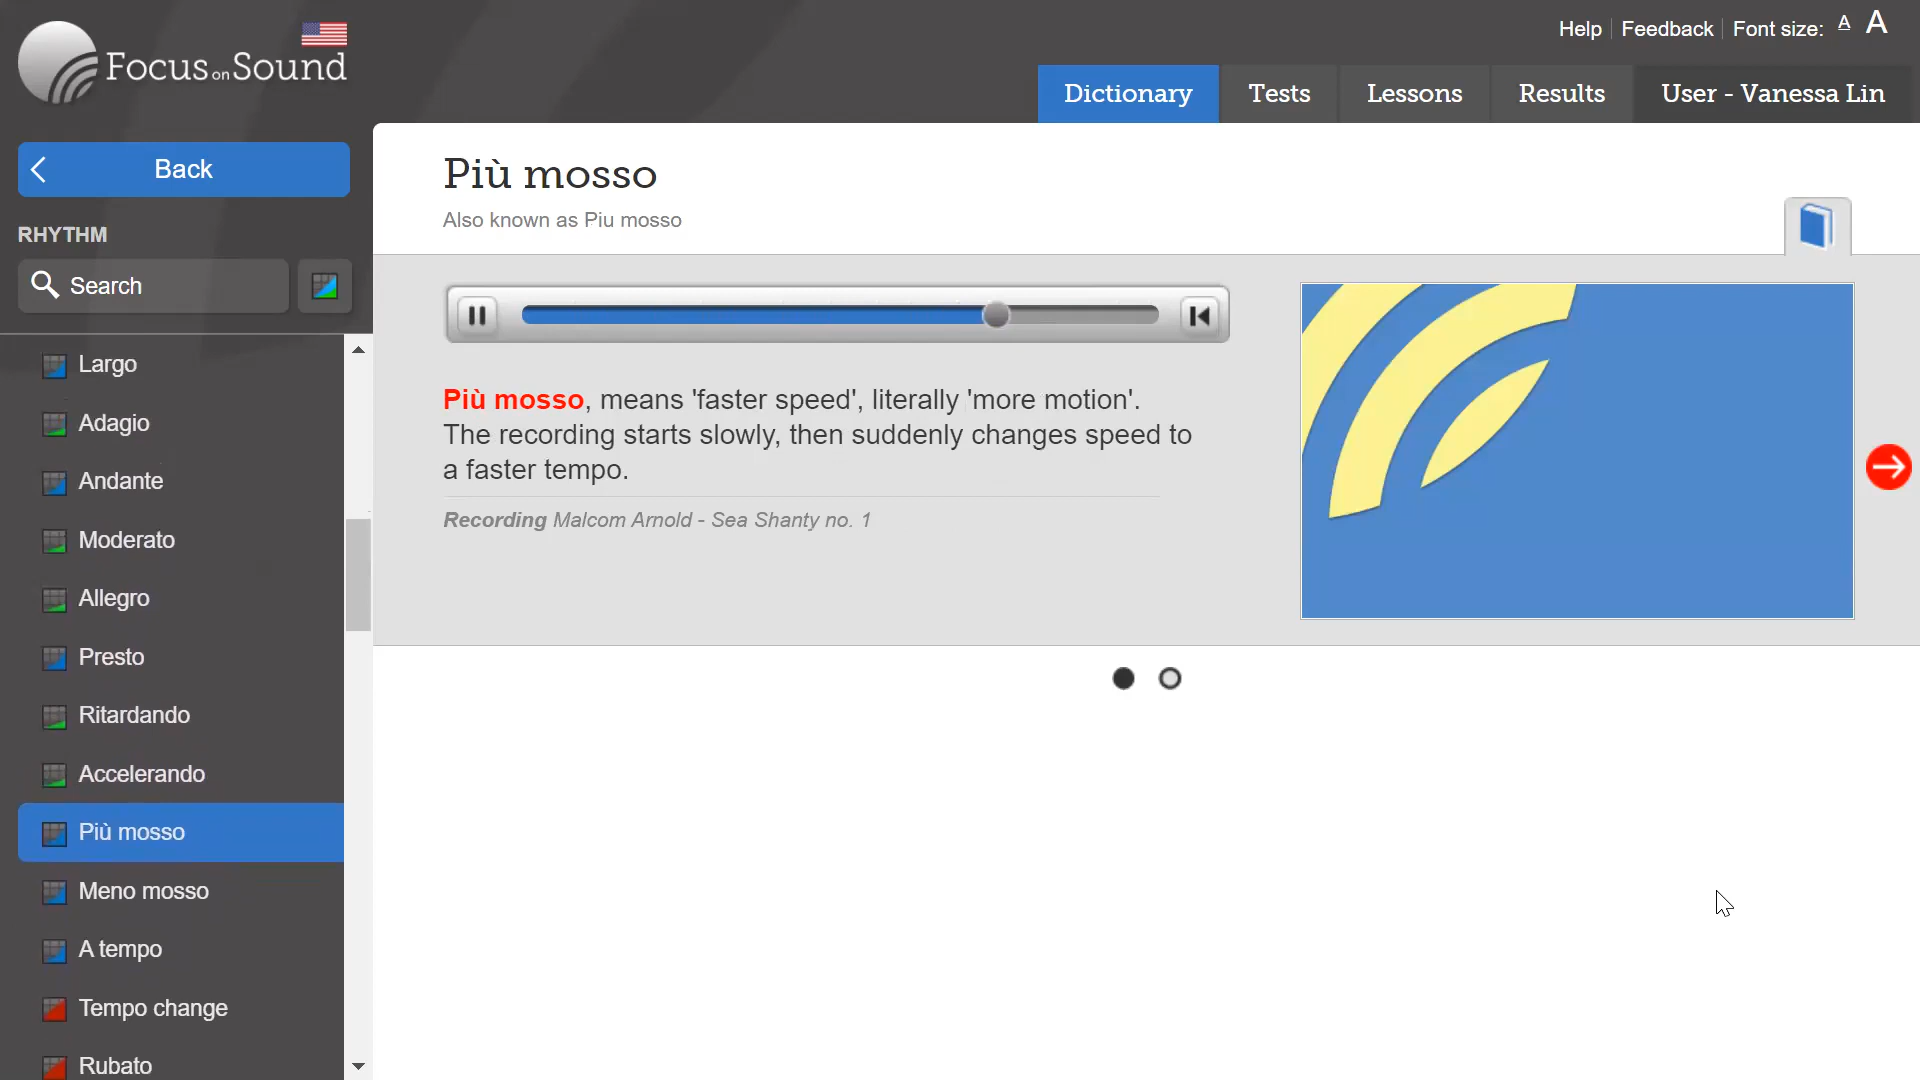 Focus on Sound
Help
Feedback
Font size: A A
Dictionary
Tests
Lessons
Results
User - Vanessa Lin
Back
RHYTHM
Search
Largo
Adagio
Andante
Moderato
Allegro
Presto
Ritardando
Accelerando
Più mosso
Meno mosso
A tempo
Tempo change
Rubato
Più mosso
Also known as Piu mosso
Più mosso, means 'faster speed', literally 'more motion'.
The recording starts slowly, then suddenly changes speed to
a faster tempo.
Recording Malcom Arnold - Sea Shanty no. 1